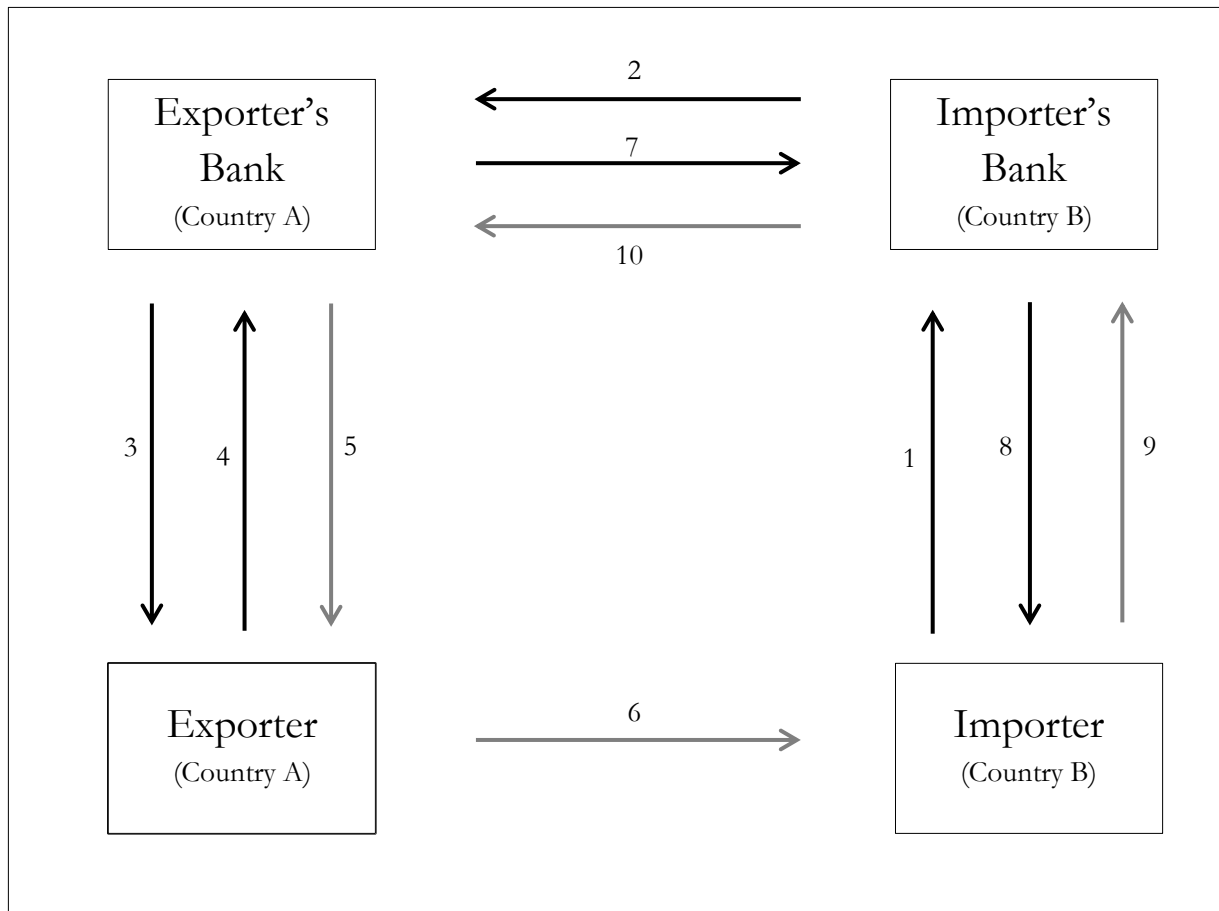 2
Exporter’s
Bank
(Country A)
7
Importer’s
Bank
(Country B)
10
3
4
5
1
8
9
6
Exporter
(Country A)
Importer
(Country B)